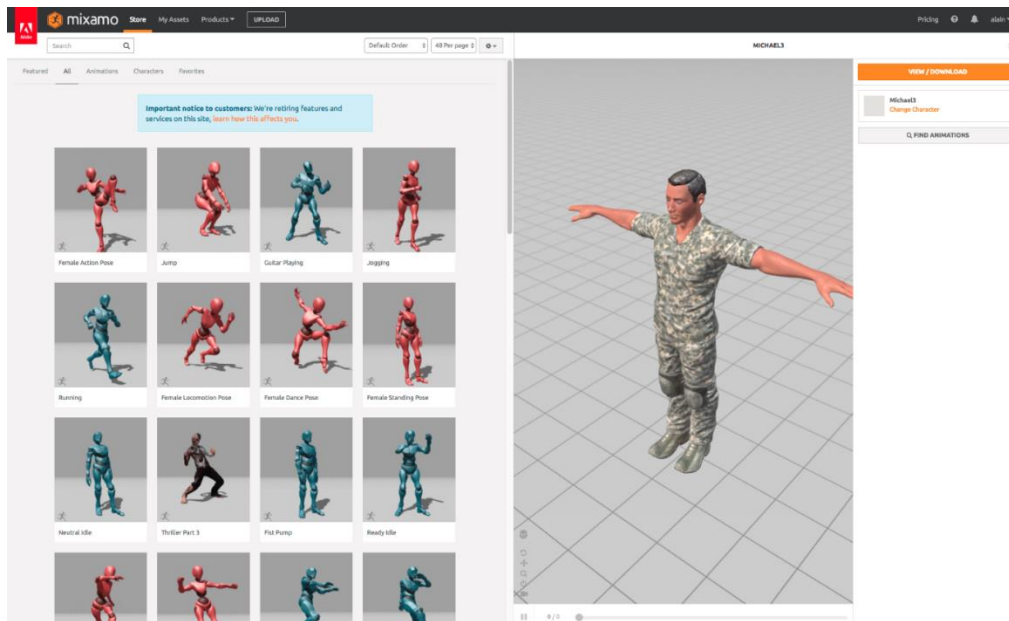 Adobe
mixamo Store My Assets Products UPLOAD Pricing alain
Search Default Order 48 Per page MICHAEL3
Featured All Animations Characters Favorites
VIEW / DOWNLOAD
Important notice to customers: We're retiring features and
services on this site, learn how this affects you.
Michael3
Change Character
FIND ANIMATIONS
Female Action Pose Jump Guitar Playing Jogging
Running Female Locomotion Pose Female Dance Pose Female Standing Pose
Neutral Idle Thriller Part 3 Fist Pump Ready Idle
0 / 0